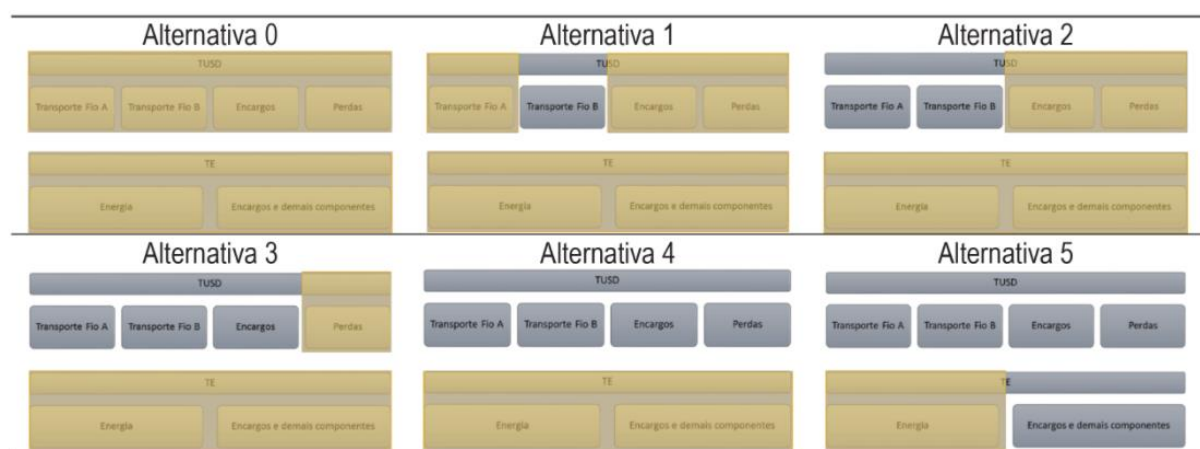 Alternativa 0
TUSD
Transporte Fio A Transporte Fio B Encargos Perdas
TE
Energia Encargos e demais componentes
Alternativa 1
TUSD
Transporte Fio A Transporte Fio B Encargos Perdas
TE
Energia Encargos e demais componentes
Alternativa 2
TUSD
Transporte Fio A Transporte Fio B Encargos Perdas
TE
Energia Encargos e demais componentes
Alternativa 3
TUSD
Transporte Fio A Transporte Fio B Encargos Perdas
TE
Energia Encargos e demais componentes
Alternativa 4
TUSD
Transporte Fio A Transporte Fio B Encargos Perdas
TE
Energia Encargos e demais componentes
Alternativa 5
TUSD
Transporte Fio A Transporte Fio B Encargos Perdas
TE
Energia Encargos e demais componentes